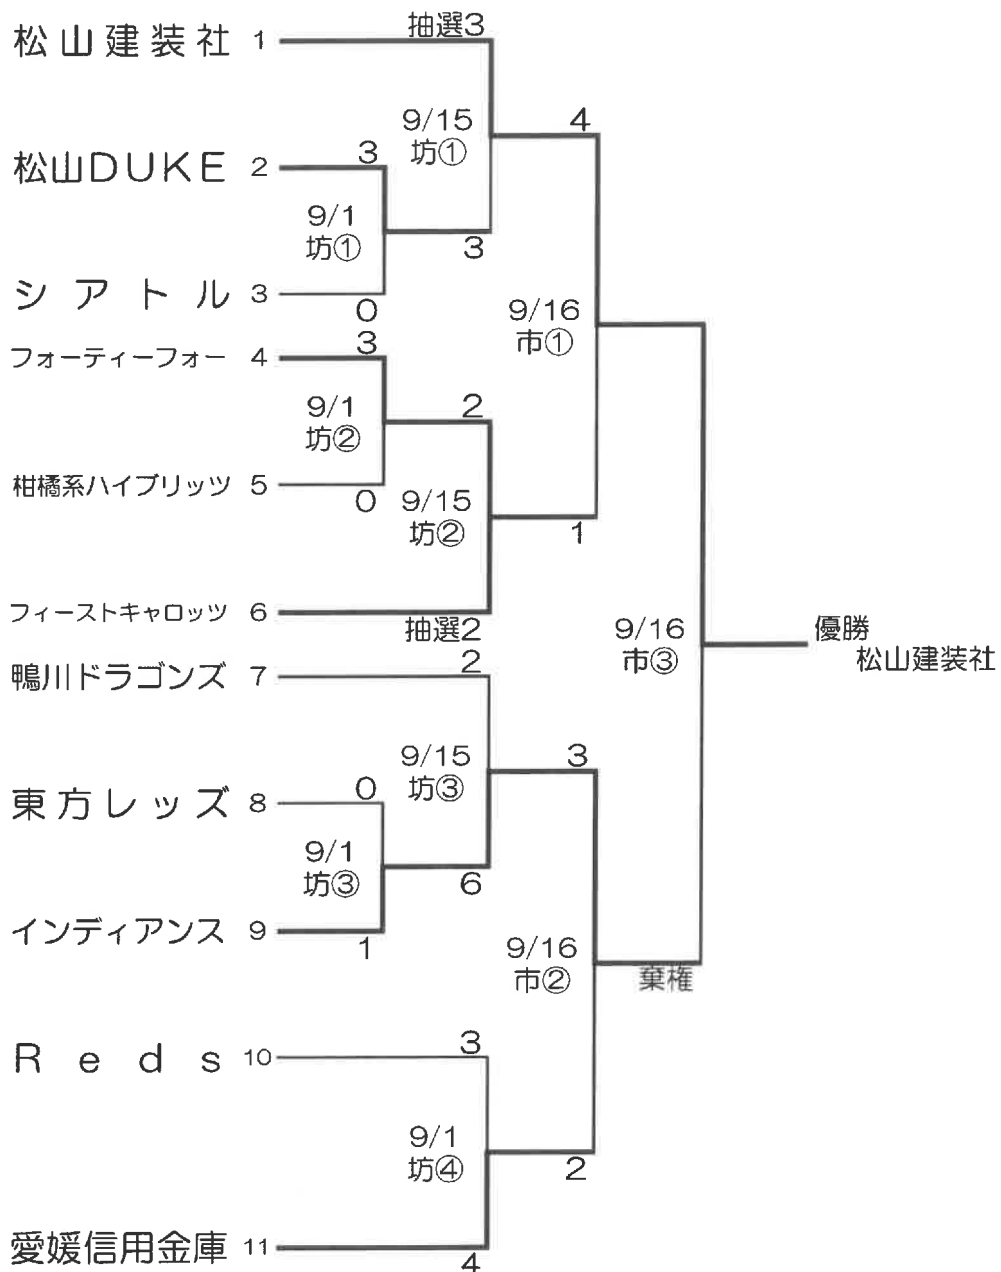 抽選3
松山建装社 1
9/15
坊①
4
松山DUKE 2
3
9/1
坊①
3
シアトル 3
0
9/16
市①
フォーティーフォー 4
3
9/1
坊②
2
柑橘系ハイブリッツ 5
0
9/15
坊②
1
フィーストキャロッツ 6
抽選2
9/16
市③
優勝
松山建装社
鴨川ドラゴンズ 7
2
9/15
坊③
3
東方レッズ 8
0
9/1
坊③
6
インディアンス 9
1
9/16
市②
棄権
Reds 10
3
9/1
坊④
2
愛媛信用金庫 11
4